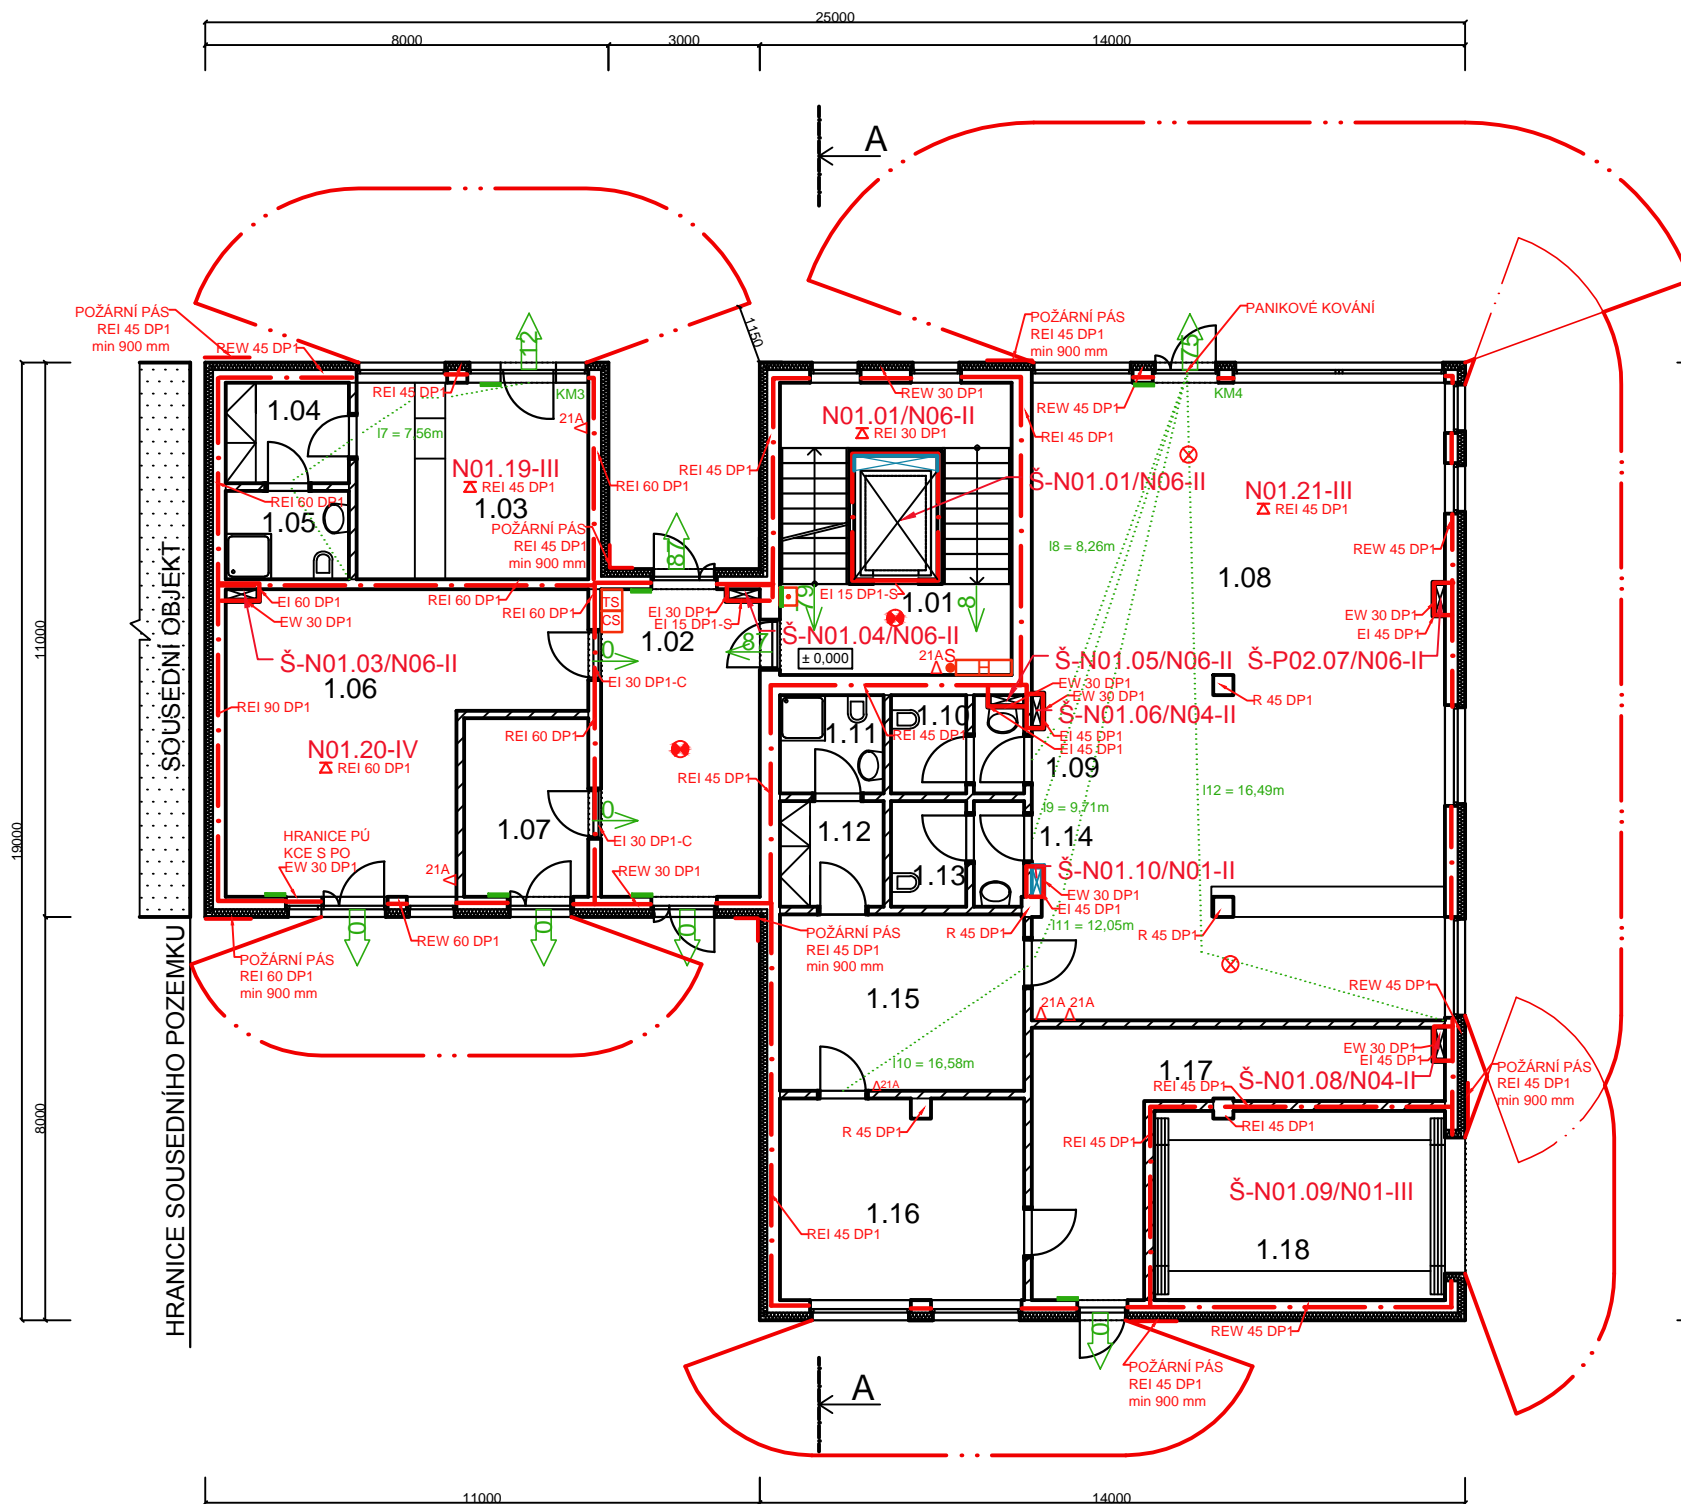 25000
8000
3000
14000
A
POŽÁRNÍ PÁS
REI 45 DP1
min 900 mm
REW 45 DP1
12
1150
POŽÁRNÍ PÁS
REI 45 DP1
min 900 mm
PANIKOVÉ KOVÁNÍ
75
REI 45 DP1
KM3
REW 30 DP1
REW 45 DP1
KM4
1.04
21A
N01.01/N06-II
REI 30 DP1
l7 = 7,56m
REI 45 DP1
N01.19-III
REI 45 DP1
1.03
REI 45 DP1
REI 60 DP1
Š-N01.01/N06-II
N01.21-III
REI 45 DP1
REI 60 DP1
1.05
POŽÁRNÍ PÁS
REI 45 DP1
min 900 mm
87
l8 = 8,26m
REW 45 DP1
1.08
EI 60 DP1
EW 30 DP1
REI 60 DP1
REI 60 DP1
TS
CS
EI 30 DP1
EI 15 DP1-S
79
EI 15 DP1-S
1.01
8
EW 30 DP1
EI 45 DP1
1.02
Š-N01.04/N06-II
87
± 0,000
21A
S
H
Š-N01.05/N06-II
Š-P02.07/N06-II
Š-N01.03/N06-II
1.06
0
EI 30 DP1-C
EW 30 DP1
EW 30 DP1
R 45 DP1
REI 90 DP1
Š-N01.06/N04-II
1.10
1.11
REI 45 DP1
EI 45 DP1
EI 45 DP1
REI 60 DP1
N01.20-IV
REI 60 DP1
REI 45 DP1
1.09
l12 = 16,49m
l9 = 9,71m
0
1.07
1.12
1.14
HRANICE PÚ
KCE S PO
EW 30 DP1
EI 30 DP1-C
21A
REW 30 DP1
1.13
Š-N01.10/N01-II
EW 30 DP1
EI 45 DP1
0
0
0
REW 60 DP1
R 45 DP1
l11 = 12,05m
R 45 DP1
POŽÁRNÍ PÁS
REI 60 DP1
min 900 mm
POŽÁRNÍ PÁS
REI 45 DP1
min 900 mm
1.15
21A
21A
REW 45 DP1
EW 30 DP1
EI 45 DP1
l10 = 16,58m
21A
1.17
REI 45 DP1
Š-N01.08/N04-II
POŽÁRNÍ PÁS
REI 45 DP1
min 900 mm
R 45 DP1
REI 45 DP1
REI 45 DP1
1.16
REI 45 DP1
Š-N01.09/N01-III
1.18
0
REW 45 DP1
POŽÁRNÍ PÁS
REI 45 DP1
min 900 mm
A
SOUSEDNÍ OBJEKT
HRANICE SOUSEDNÍHO POZEMKU
11000
19000
8000
11000
14000